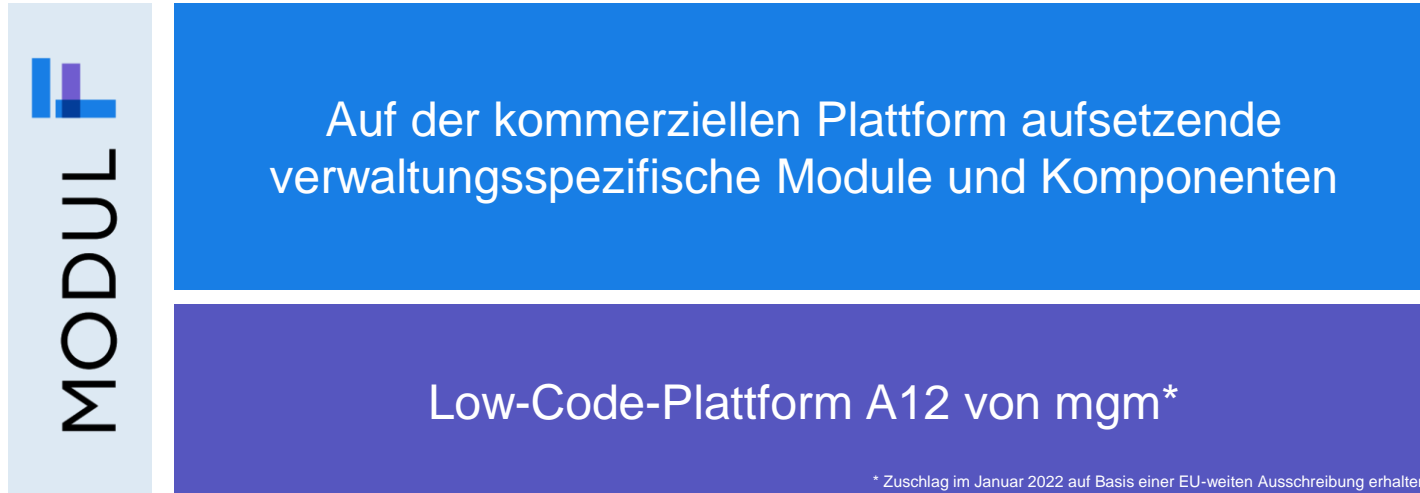 MODUL F
Auf der kommerziellen Plattform aufsetzende
verwaltungsspezifische Module und Komponenten
Low-Code-Plattform A12 von mgm*
* Zuschlag im Januar 2022 auf Basis einer EU-weiten Ausschreibung erhalten